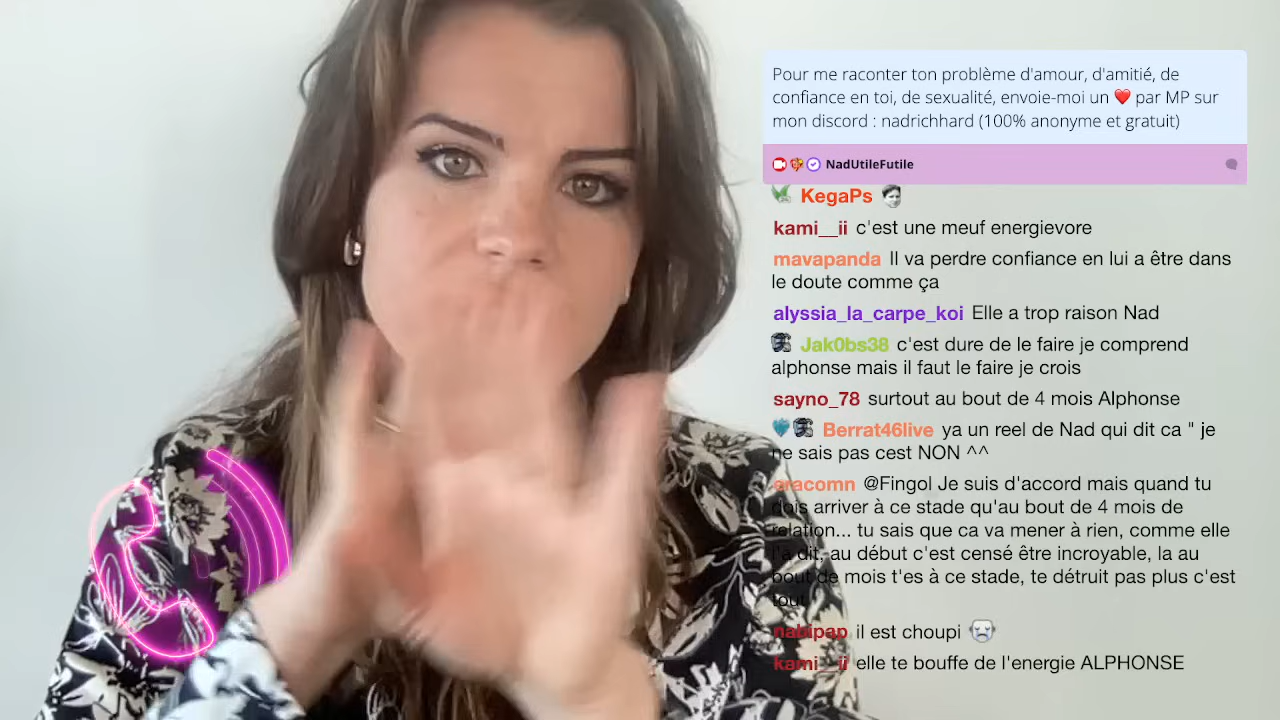 Pour me raconter ton problème d'amour, d'amitié, de
confiance en toi, de sexualité, envoie-moi un ❤️ par MP sur
mon discord : nadrichhard (100% anonyme et gratuit)
NadUtileFutile
KegaPs
kami__ii c'est une meuf energievore
mavapanda Il va perdre confiance en lui a être dans
le doute comme ça
alyssia_la_carpe_koi Elle a trop raison Nad
Jak0bs38 c'est dure de le faire je comprend
alphonse mais il faut le faire je crois
sayno_78 surtout au bout de 4 mois Alphonse
Berrat46live ya un reel de Nad qui dit ca " je
ne sais pas cest NON ^^
eracomn @Fingol Je suis d'accord mais quand tu
dois arriver à ce stade qu'au bout de 4 mois de
relation... tu sais que ca va mener à rien, comme elle
l'a dit, au début c'est censé être incroyable, la au
bout de mois t'es à ce stade, te détruit pas plus c'est
tout
nabipap il est choupi
kami__ii elle te bouffe de l'energie ALPHONSE